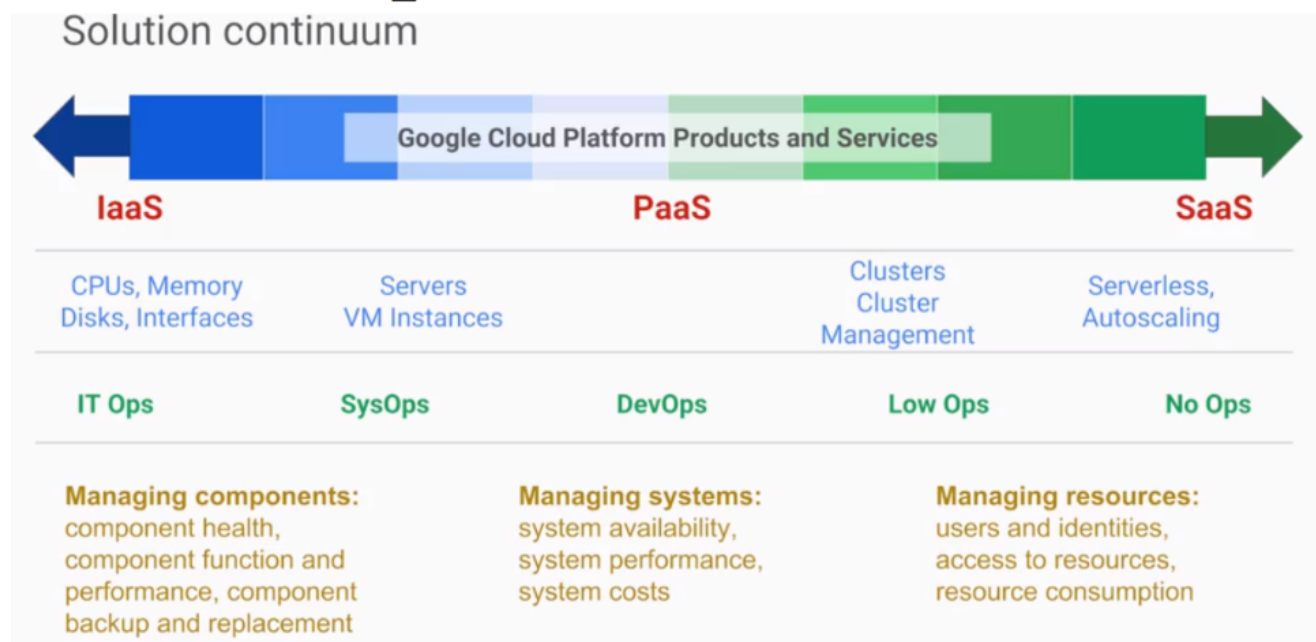 Solution continuum
Google Cloud Platform Products and Services
IaaS
PaaS
SaaS
CPUs, Memory
Disks, Interfaces
Servers
VM Instances
Clusters
Cluster
Management
Serverless,
Autoscaling
IT Ops
SysOps
DevOps
Low Ops
No Ops
Managing components:
component health,
component function and
performance, component
backup and replacement
Managing systems:
system availability,
system performance,
system costs
Managing resources:
users and identities,
access to resources,
resource consumption